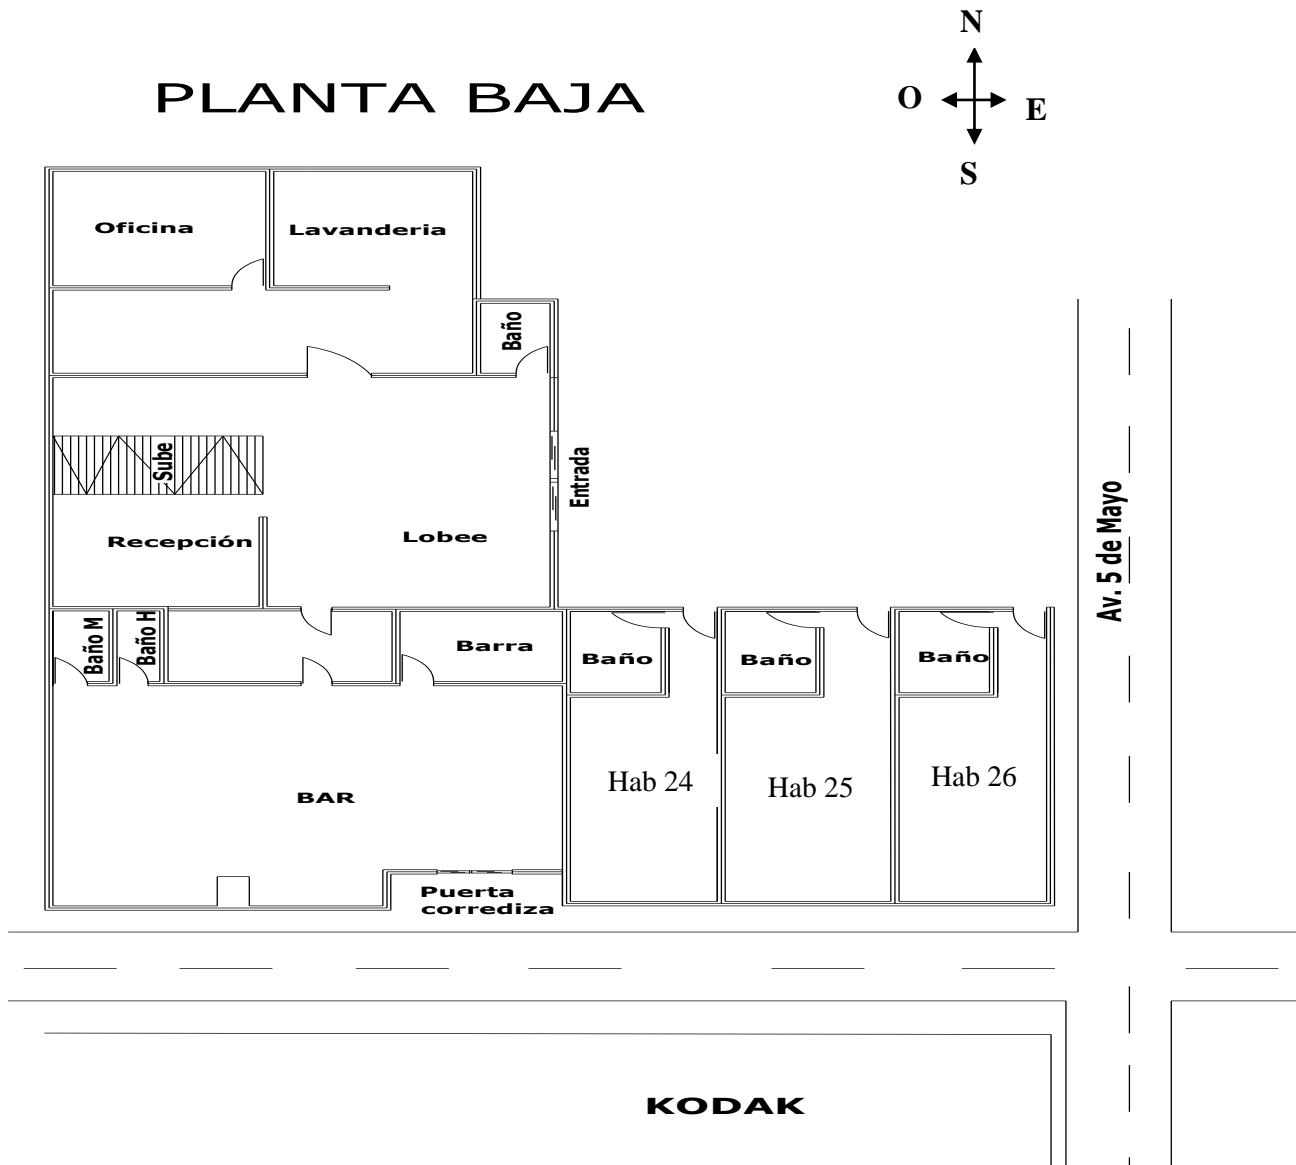 N
PLANTA BAJA
O
E
S
Oficina
Lavanderia
Baño
Sube
Entrada
Recepción
Lobee
Av. 5 de Mayo
Baño M
Baño H
Barra
Baño
Baño
Baño
Hab 24
Hab 25
Hab 26
BAR
Puerta
corrediza
KODAK